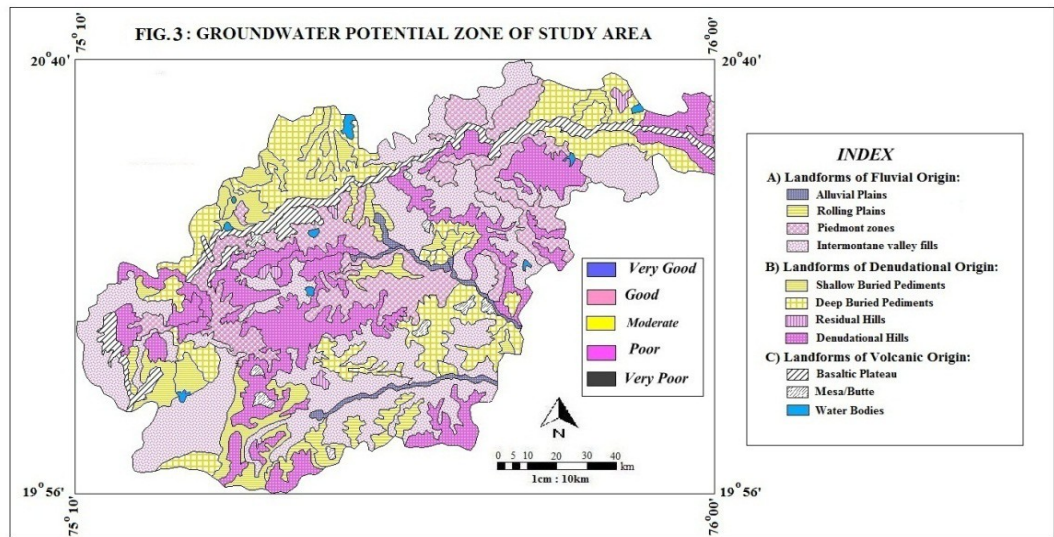 FIG. 3 : GROUNDWATER POTENTIAL ZONE OF STUDY AREA
75° 10'
76° 00'
20° 40'
20° 40'
19° 56'
19° 56'
75° 10'
76° 00'
Very Good
Good
Moderate
Poor
Very Poor
N
0 5 10 20 30 40 km
1cm : 10km
INDEX
A) Landforms of Fluvial Origin:
Alluvial Plains
Rolling Plains
Piedmont zones
Intermontane valley fills
B) Landforms of Denudational Origin:
Shallow Buried Pediments
Deep Buried Pediments
Residual Hills
Denudational Hills
C) Landforms of Volcanic Origin:
Basaltic Plateau
Mesa/Butte
Water Bodies